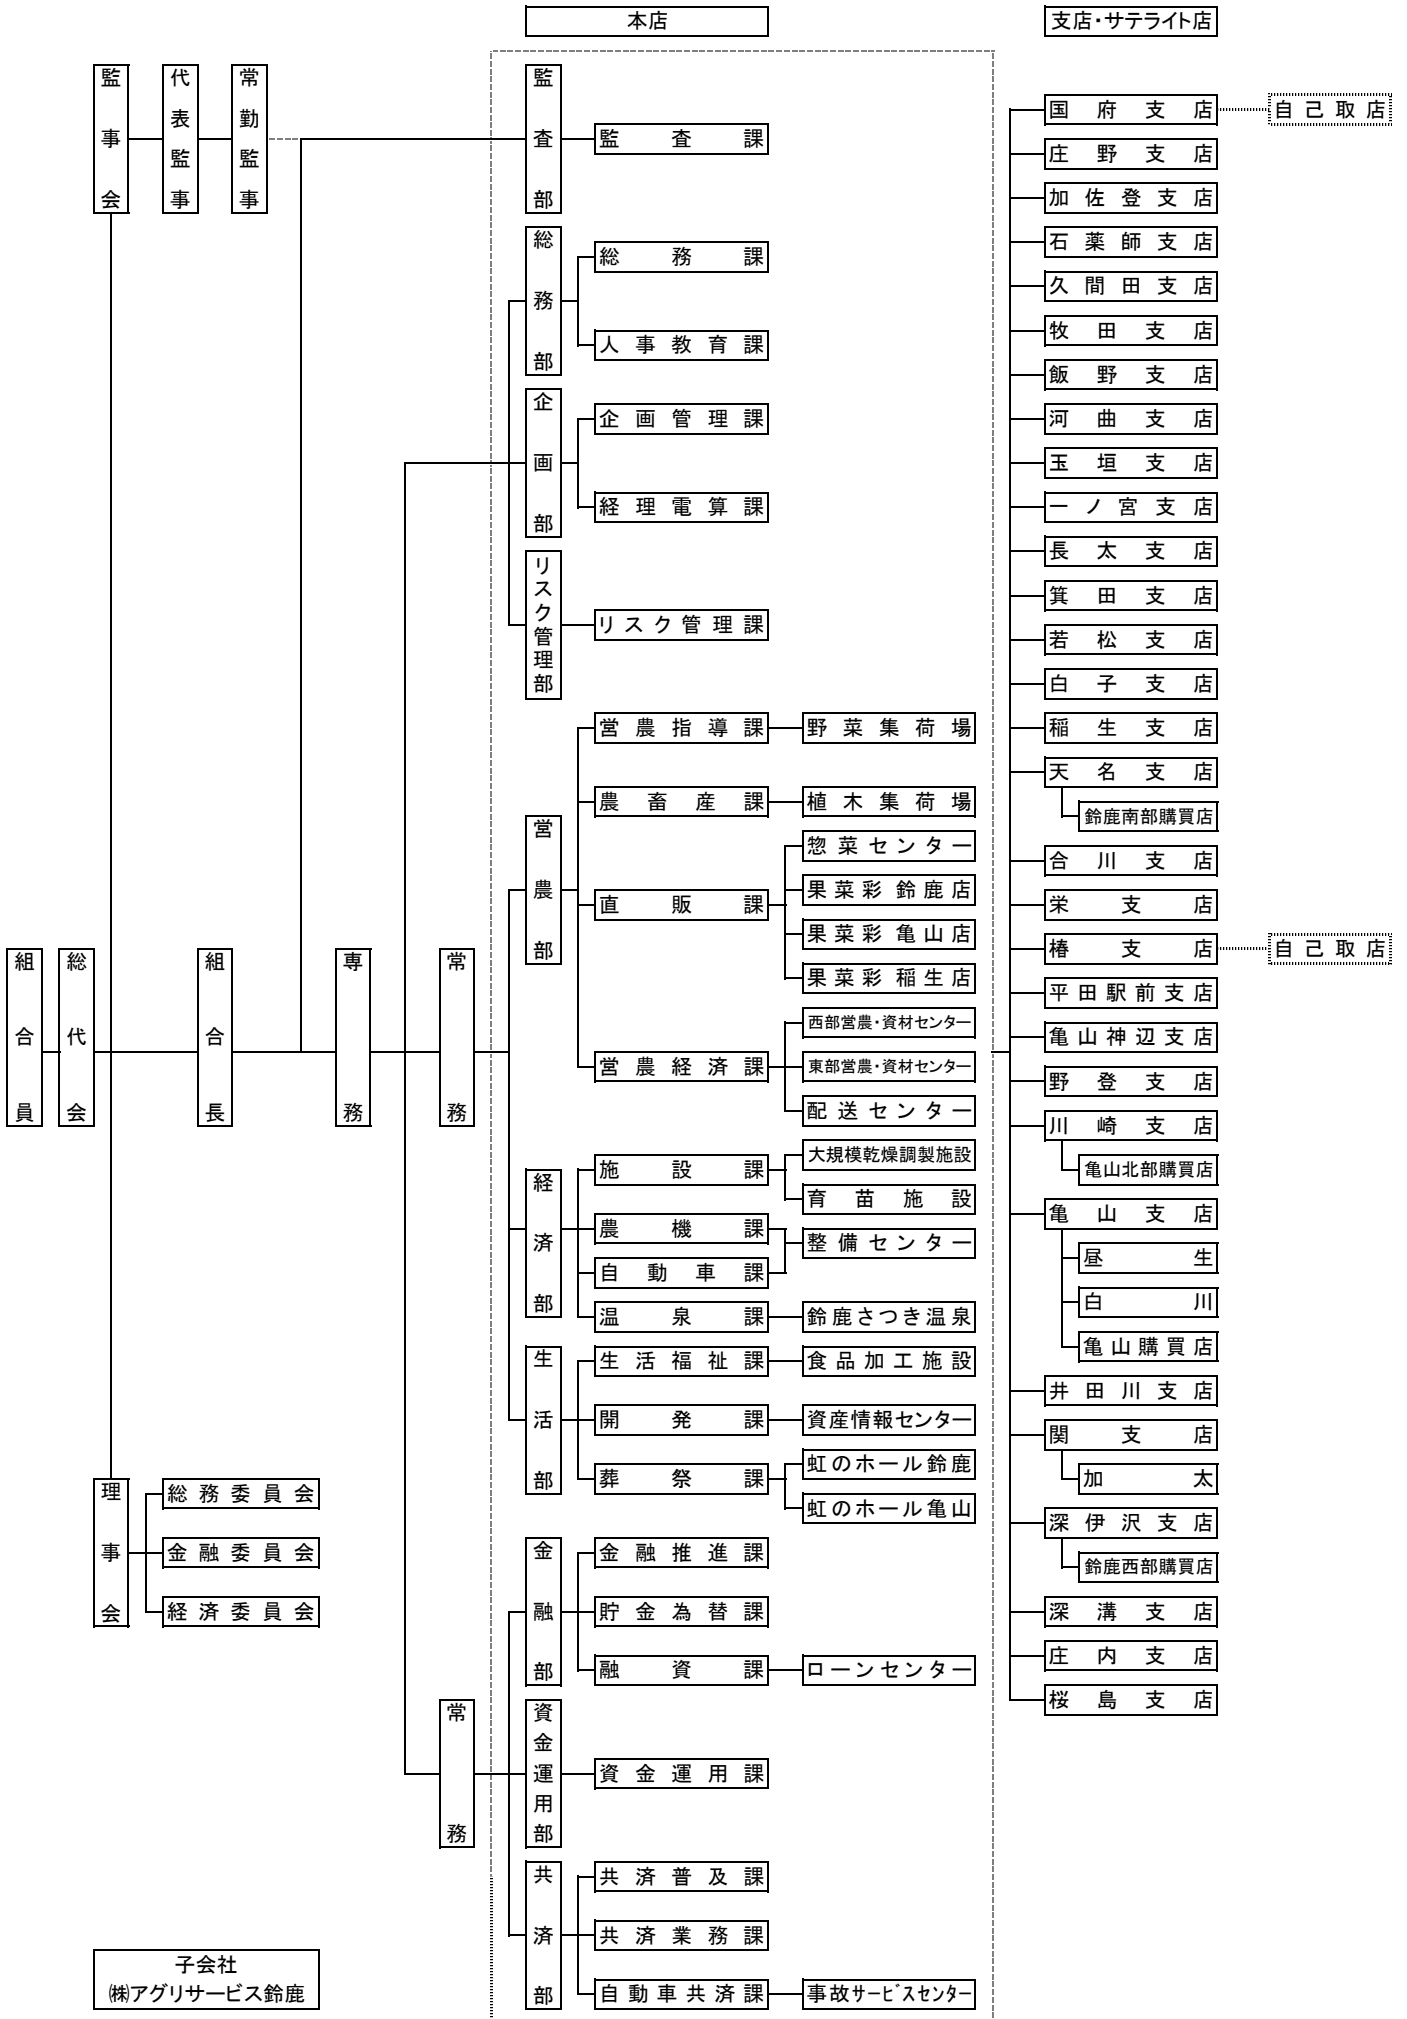 本店
支店・サテライト店
監事会
代表監事
常勤監事
監査部
監査課
総務部
総務課
人事教育課
企画部
企画管理課
経理電算課
リスク管理部
リスク管理課
組合員
総代会
組合長
専務
常務
営農部
営農指導課
野菜集荷場
農畜産課
植木集荷場
直販課
惣菜センター
果菜彩鈴鹿店
果菜彩亀山店
果菜彩稲生店
営農経済課
西部営農・資材センター
東部営農・資材センター
配送センター
経済部
施設課
大規模乾燥調製施設
育苗施設
農機課
自動車課
整備センター
温泉課
鈴鹿さつき温泉
生活部
生活福祉課
食品加工施設
開発課
資産情報センター
葬祭課
虹のホール鈴鹿
虹のホール亀山
理事会
総務委員会
金融委員会
経済委員会
常務
金融部
金融推進課
貯金為替課
融資課
ローンセンター
資金運用部
資金運用課
共済部
共済普及課
共済業務課
自動車共済課
事故サービスセンター
子会社
㈱アグリサービス鈴鹿
国府支店
自己取店
庄野支店
加佐登支店
石薬師支店
久間田支店
牧田支店
飯野支店
河曲支店
玉垣支店
一ノ宮支店
長太支店
箕田支店
若松支店
白子支店
稲生支店
天名支店
鈴鹿南部購買店
合川支店
栄支店
椿支店
自己取店
平田駅前支店
亀山神辺支店
野登支店
川崎支店
亀山北部購買店
亀山支店
昼生
白川
亀山購買店
井田川支店
関支店
加太
深伊沢支店
鈴鹿西部購買店
深溝支店
庄内支店
桜島支店